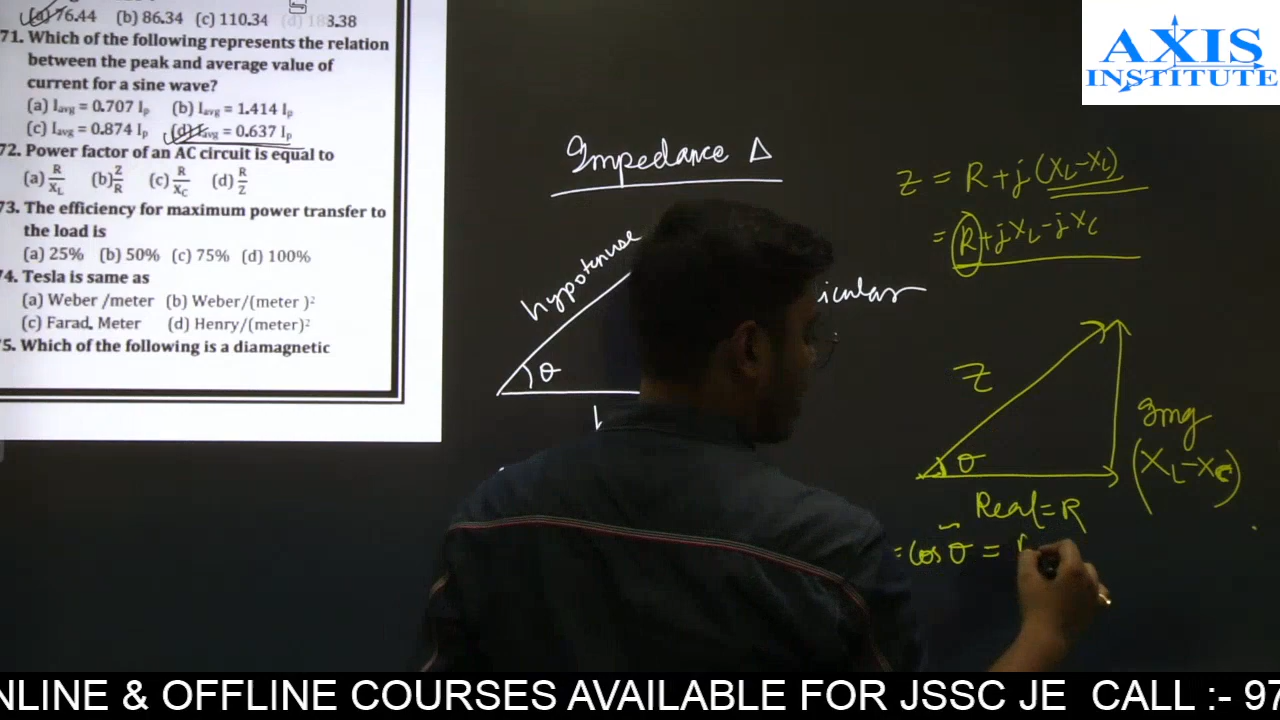 (a) 76.44 (b) 86.34 (c) 110.34 (d) 183.38
71. Which of the following represents the relation
between the peak and average value of
current for a sine wave?
(a) Iavg = 0.707 Ip (b) Iavg = 1.414 Ip
(c) Iavg = 0.874 Ip (d) Iavg = 0.637 Ip
72. Power factor of an AC circuit is equal to
(a) R/XL (b) Z/R (c) R/XC (d) R/Z
73. The efficiency for maximum power transfer to
the load is
(a) 25% (b) 50% (c) 75% (d) 100%
74. Tesla is same as
(a) Weber /meter (b) Weber/(meter )²
(c) Farad, Meter (d) Henry/(meter)²
75. Which of the following is a diamagnetic
Impedance Δ
hypotenuse
icular
θ
Z = R + j (XL - XC)
= R + jXL - jXC
Z
θ
Img
(XL - XC)
Real = R
= cos θ =
AXIS
INSTITUTE
NLINE & OFFLINE COURSES AVAILABLE FOR JSSC JE CALL :- 97